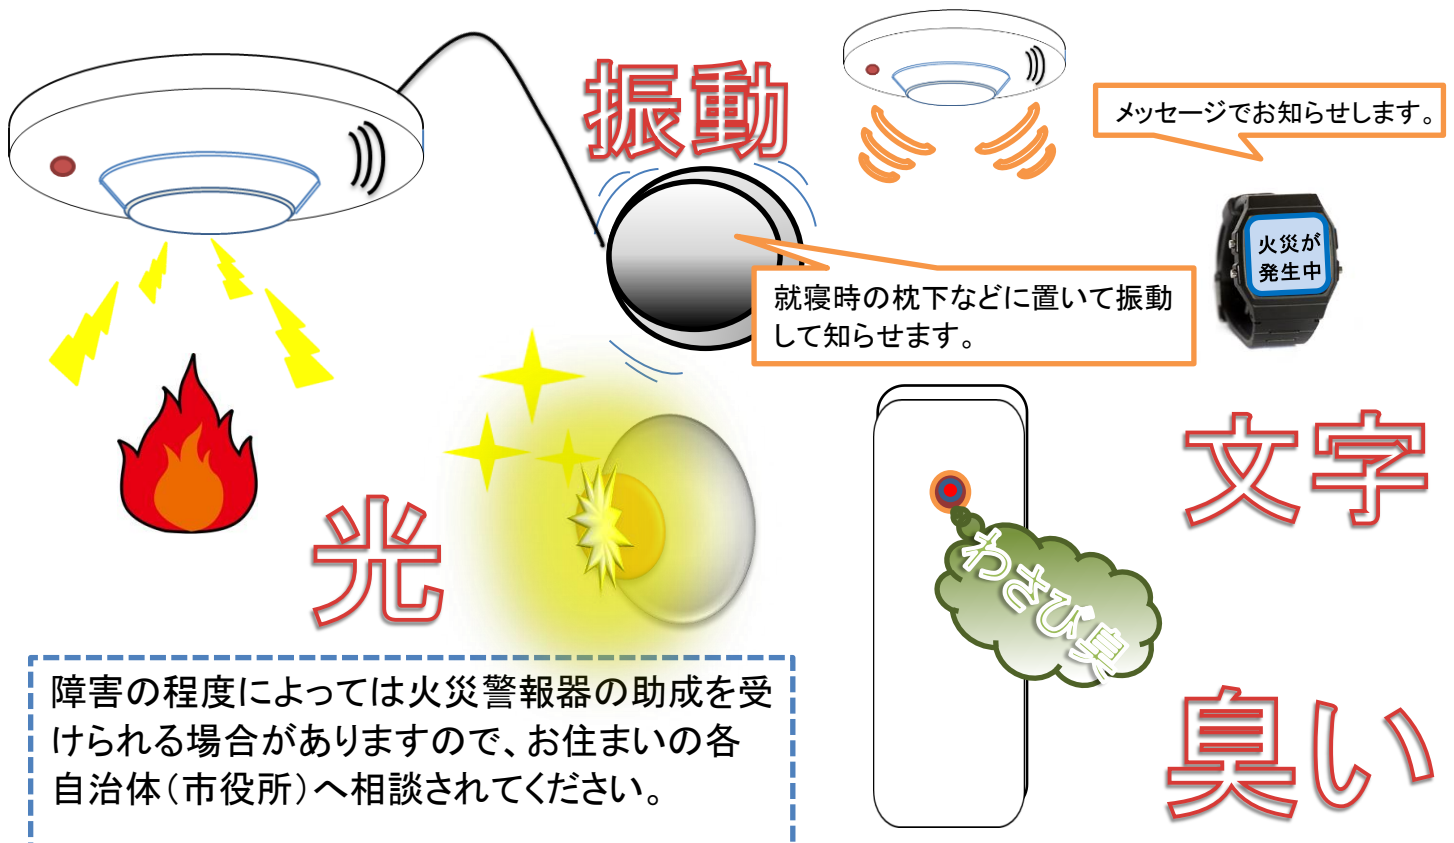 振動
メッセージでお知らせします。
火災が
発生中
就寝時の枕下などに置いて振動
して知らせます。
文字
光
わさび臭
障害の程度によっては火災警報器の助成を受
けられる場合がありますので、お住まいの各
自治体（市役所）へ相談されてください。
臭い